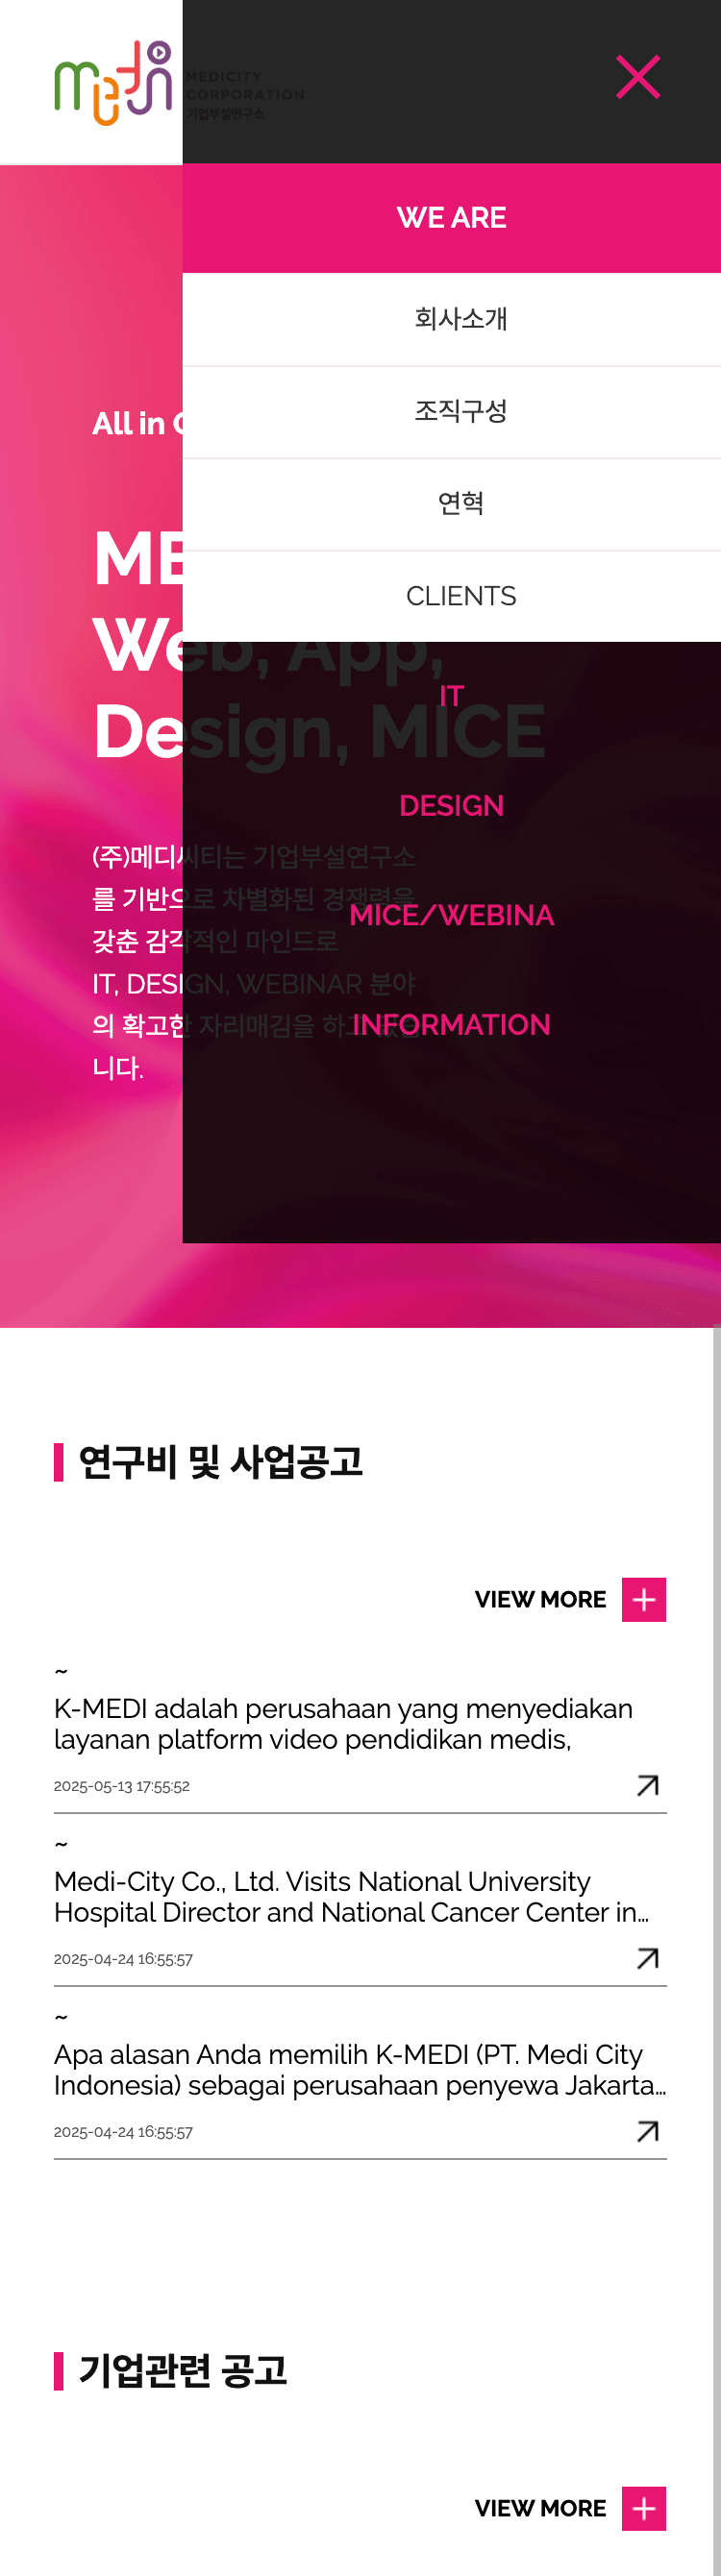 medi
MEDICITY
CORPORATION
기업부설연구소
WE ARE
회사소개
조직구성
연혁
CLIENTS
IT
DESIGN
MICE/WEBINA
INFORMATION
All in
ME
Web, App,
Design, MICE
(주)메디씨티는 기업부설연구소
를 기반으로 차별화된 경쟁력을
갖춘 감각적인 마인드로
IT, DESIGN, WEBINAR 분야
의 확고한 자리매김을 하고
니다.
연구비 및 사업공고
VIEW MORE
~
K-MEDI adalah perusahaan yang menyediakan
layanan platform video pendidikan medis,
2025-05-13 17:55:52
~
Medi-City Co., Ltd. Visits National University
Hospital Director and National Cancer Center in...
2025-04-24 16:55:57
~
Apa alasan Anda memilih K-MEDI (PT. Medi City
Indonesia) sebagai perusahaan penyewa Jakarta...
2025-04-24 16:55:57
기업관련 공고
VIEW MORE